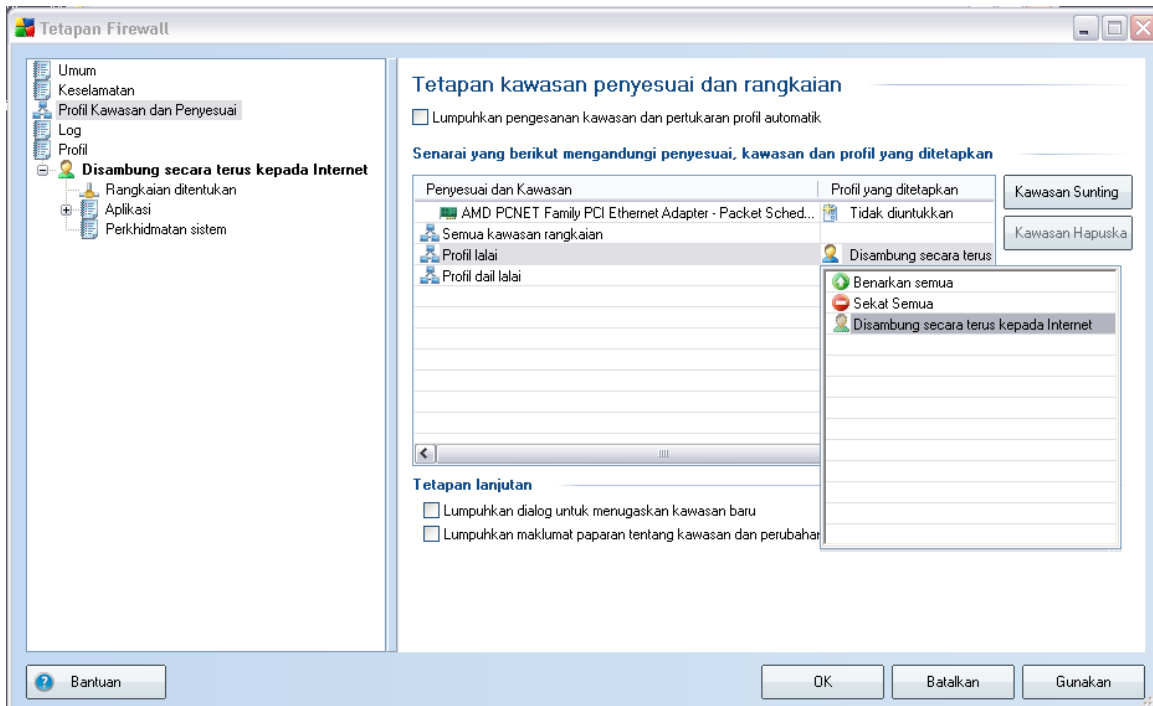 Tetapan Firewall
Umum
Keselamatan
Profil Kawasan dan Penyesuai
Log
Profil
Disambung secara terus kepada Internet
Rangkaian ditentukan
Aplikasi
Perkhidmatan sistem
Tetapan kawasan penyesuai dan rangkaian
Lumpuhkan pengesanan kawasan dan pertukaran profil automatik
Senarai yang berikut mengandungi penyesuai, kawasan dan profil yang ditetapkan
Penyesuai dan Kawasan Profil yang ditetapkan
AMD PCNET Family PCI Ethernet Adapter - Packet Sched... Tidak diuntukkan
Semua kawasan rangkaian
Profil lalai Disambung secara terus
Profil dail lalai
Benarkan semua
Sekat Semua
Disambung secara terus kepada Internet
Kawasan Sunting
Kawasan Hapuska
Tetapan lanjutan
Lumpuhkan dialog untuk menugaskan kawasan baru
Lumpuhkan maklumat paparan tentang kawasan dan perubahan
Bantuan
OK
Batalkan
Gunakan